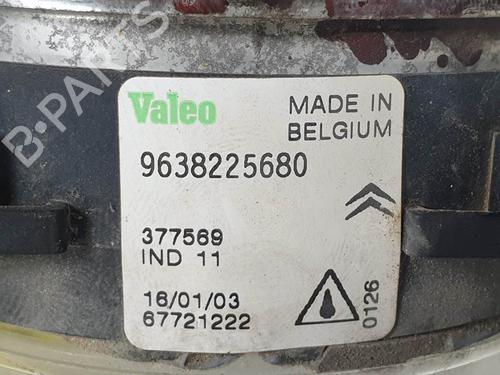 B-PARTS
Valeo
MADE IN
BELGIUM
9638225680
377569
IND 11
16/01/03
67721222
0126